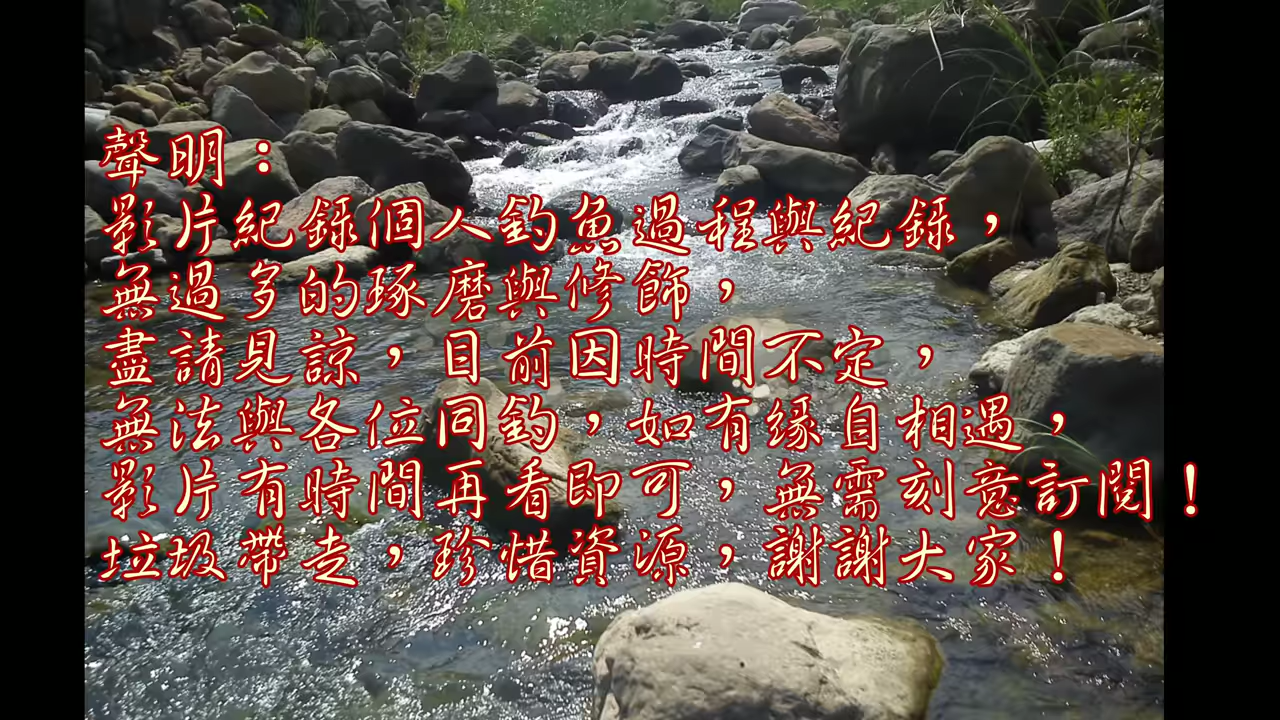 聲明：
影片紀錄個人釣魚過程與紀錄，
無過多的琢磨與修飾，
盡請見諒，目前因時間不定，
無法與各位同釣，如有緣自相遇，
影片有時間再看即可，無需刻意訂閱！
垃圾帶走，珍惜資源，謝謝大家！